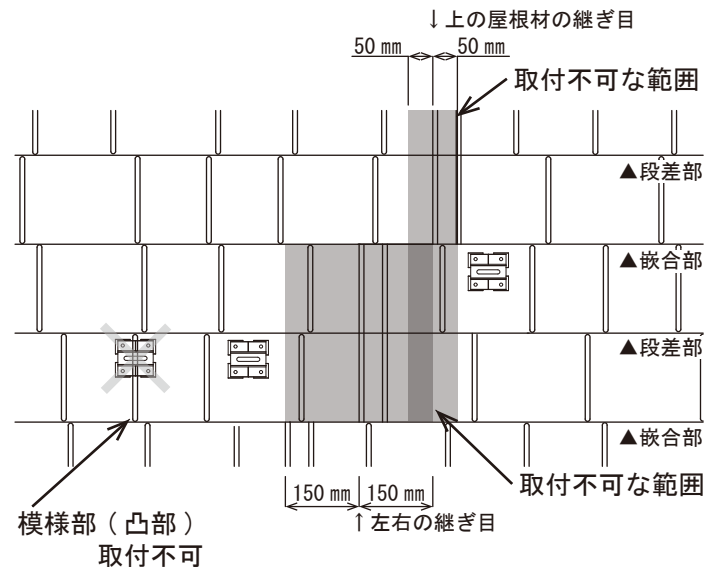 ↓上の屋根材の継ぎ目
50 mm 50 mm
取付不可な範囲
▲段差部
▲嵌合部
▲段差部
▲嵌合部
取付不可な範囲
150 mm 150 mm
↑左右の継ぎ目
模様部（凸部）
取付不可